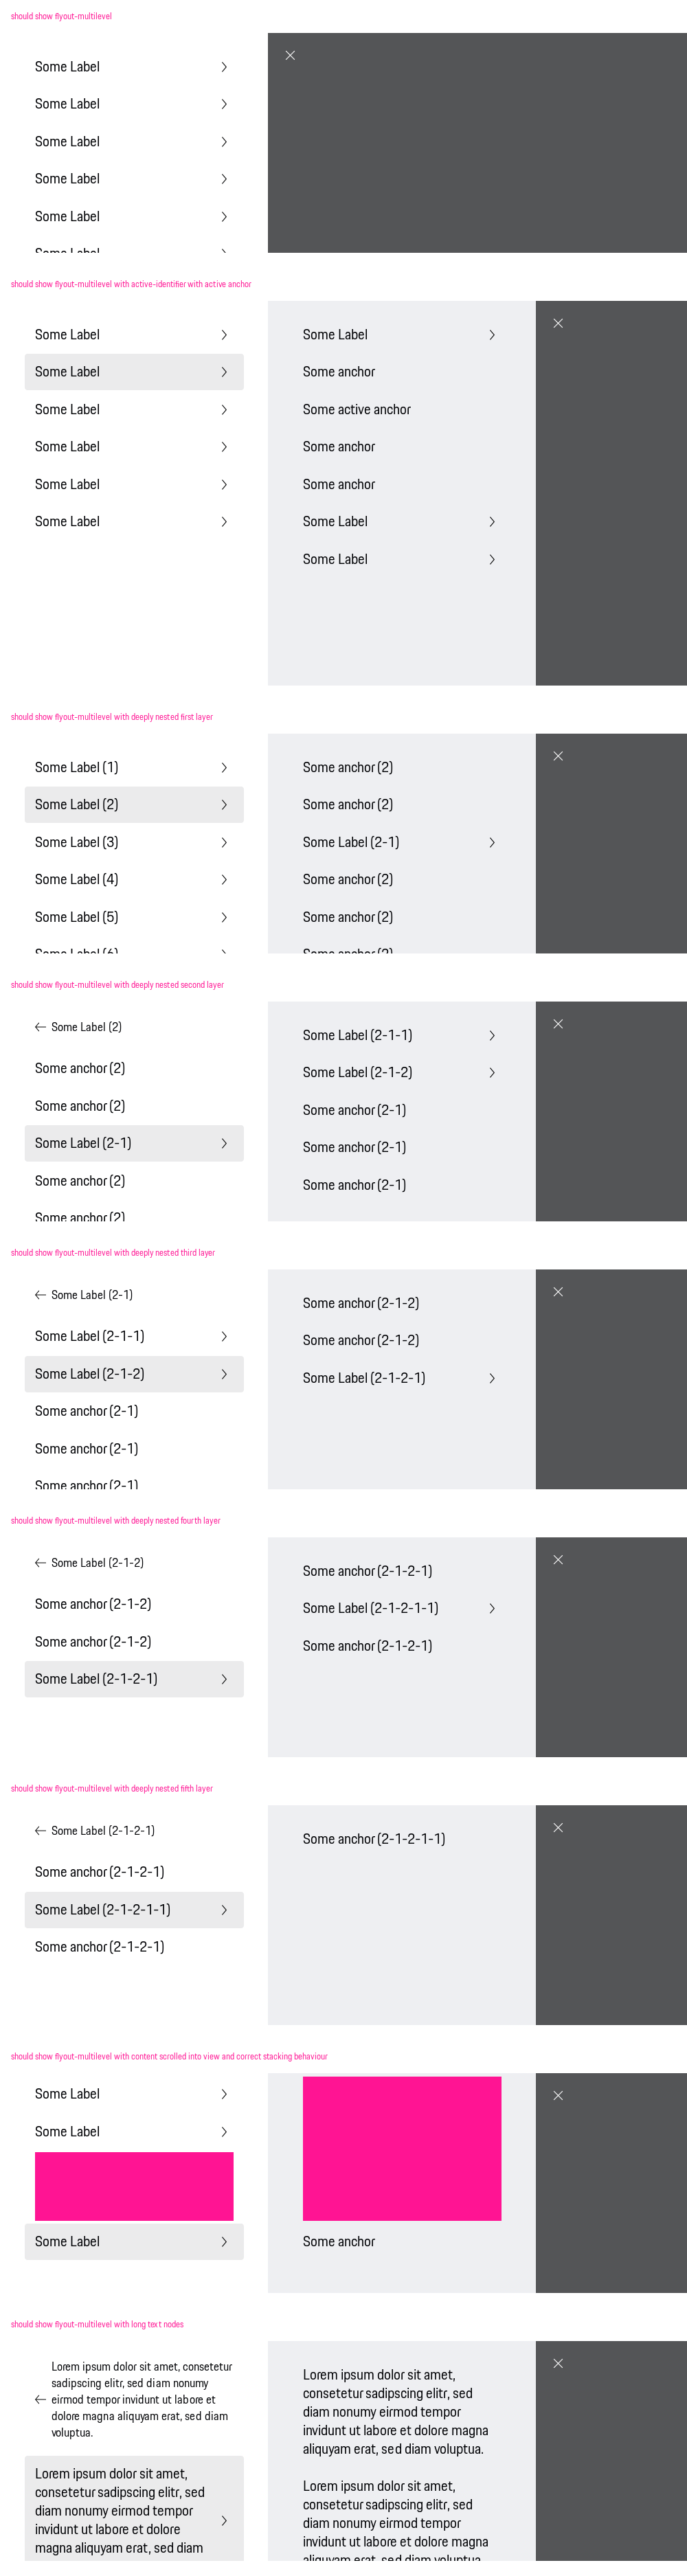 should show flyout-multilevel
Some Label
Some Label
Some Label
Some Label
Some Label
Some Label
should show flyout-multilevel with active-identifier with active anchor
Some Label
Some Label
Some Label
Some Label
Some Label
Some Label
Some Label
Some anchor
Some active anchor
Some anchor
Some anchor
Some Label
Some Label
should show flyout-multilevel with deeply nested first layer
Some Label (1)
Some Label (2)
Some Label (3)
Some Label (4)
Some Label (5)
Some Label (6)
Some anchor (2)
Some anchor (2)
Some Label (2-1)
Some anchor (2)
Some anchor (2)
Some anchor (2)
should show flyout-multilevel with deeply nested second layer
Some Label (2)
Some anchor (2)
Some anchor (2)
Some Label (2-1)
Some anchor (2)
Some anchor (2)
Some Label (2-1-1)
Some Label (2-1-2)
Some anchor (2-1)
Some anchor (2-1)
Some anchor (2-1)
should show flyout-multilevel with deeply nested third layer
Some Label (2-1)
Some Label (2-1-1)
Some Label (2-1-2)
Some anchor (2-1)
Some anchor (2-1)
Some anchor (2-1)
Some anchor (2-1-2)
Some anchor (2-1-2)
Some Label (2-1-2-1)
should show flyout-multilevel with deeply nested fourth layer
Some Label (2-1-2)
Some anchor (2-1-2)
Some anchor (2-1-2)
Some Label (2-1-2-1)
Some anchor (2-1-2-1)
Some Label (2-1-2-1-1)
Some anchor (2-1-2-1)
should show flyout-multilevel with deeply nested fifth layer
Some Label (2-1-2-1)
Some anchor (2-1-2-1)
Some Label (2-1-2-1-1)
Some anchor (2-1-2-1)
Some anchor (2-1-2-1-1)
should show flyout-multilevel with content scrolled into view and correct stacking behaviour
Some Label
Some Label
Some Label
Some anchor
should show flyout-multilevel with long text nodes
Lorem ipsum dolor sit amet, consetetur
sadipscing elitr, sed diam nonumy
eirmod tempor invidunt ut labore et
dolore magna aliquyam erat, sed diam
voluptua.
Lorem ipsum dolor sit amet,
consetetur sadipscing elitr, sed
diam nonumy eirmod tempor
invidunt ut labore et dolore
magna aliquyam erat, sed diam
Lorem ipsum dolor sit amet,
consetetur sadipscing elitr, sed
diam nonumy eirmod tempor
invidunt ut labore et dolore magna
aliquyam erat, sed diam voluptua.
Lorem ipsum dolor sit amet,
consetetur sadipscing elitr, sed
diam nonumy eirmod tempor
invidunt ut labore et dolore magna
aliquyam erat, sed diam voluptua.